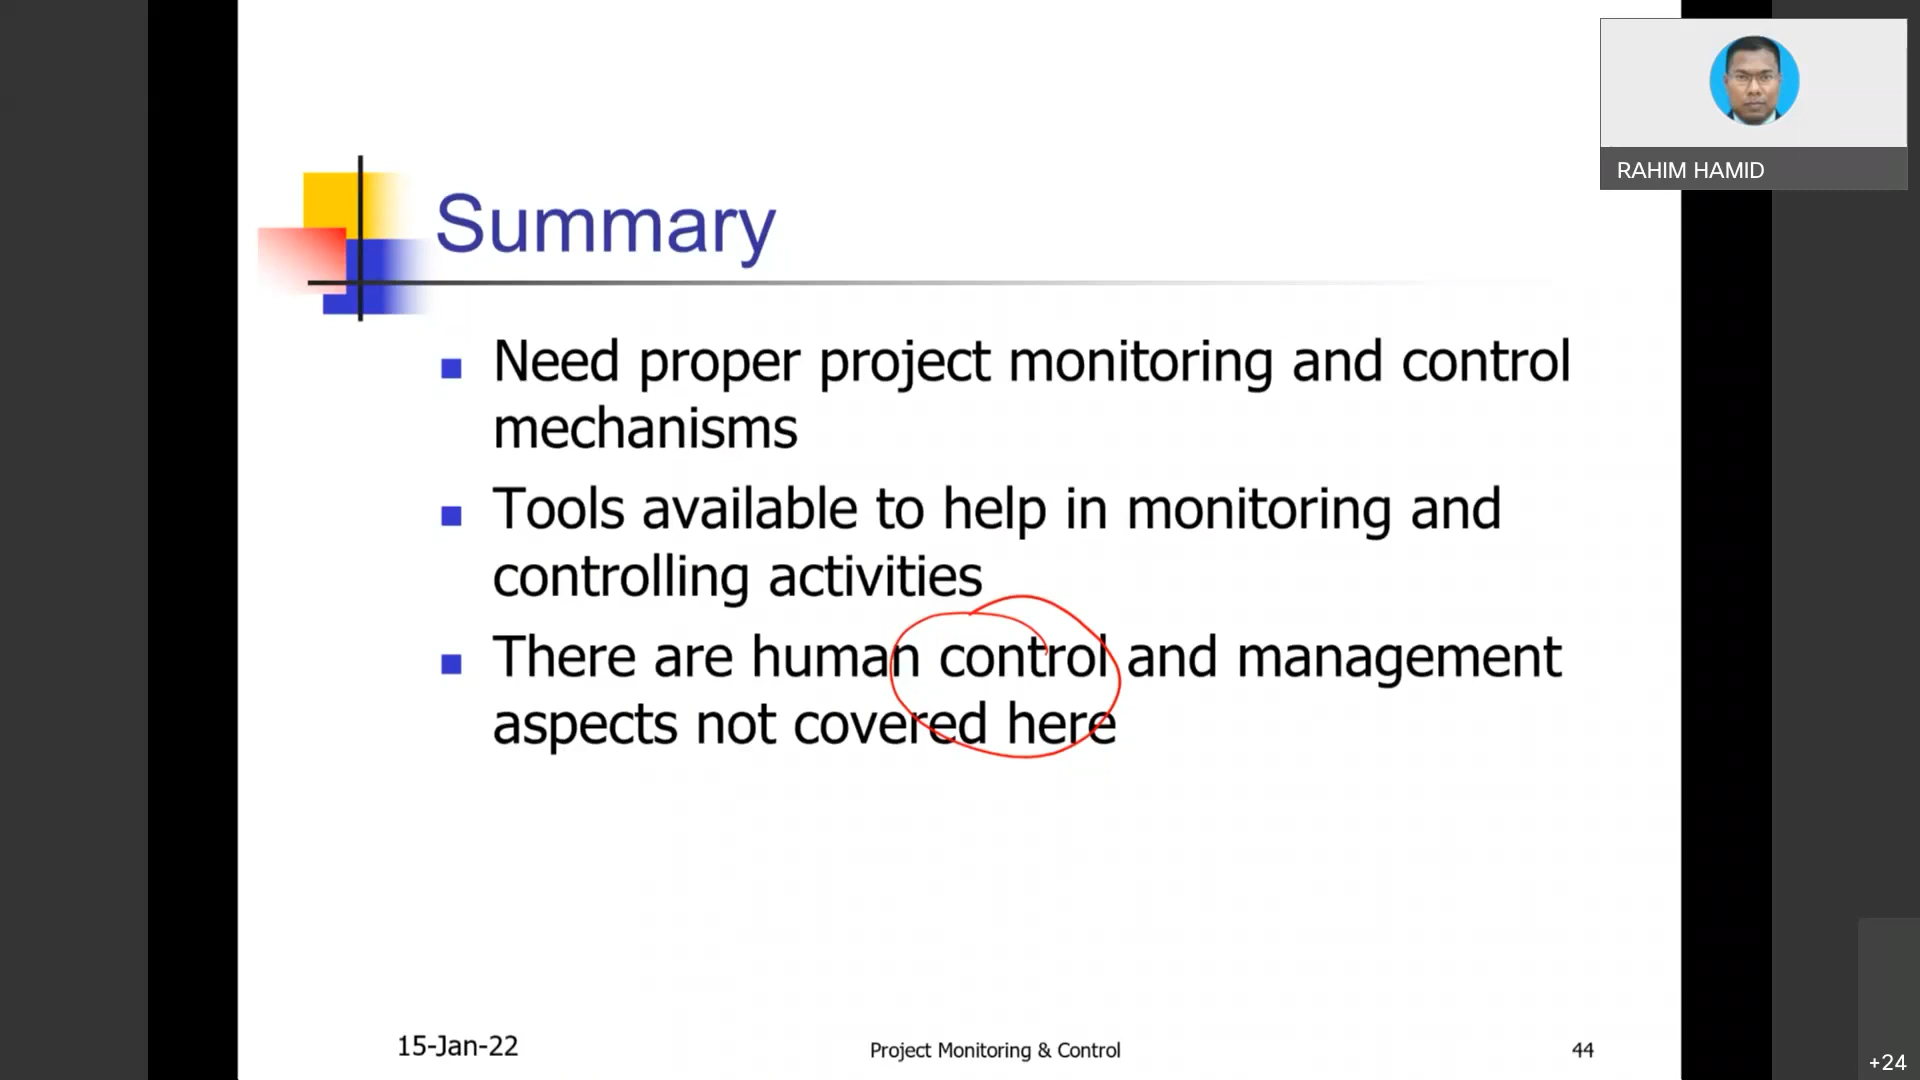 RAHIM HAMID
Summary
Need proper project monitoring and control
mechanisms
Tools available to help in monitoring and
controlling activities
There are human control and management
aspects not covered here
15-Jan-22
Project Monitoring & Control
44
+24